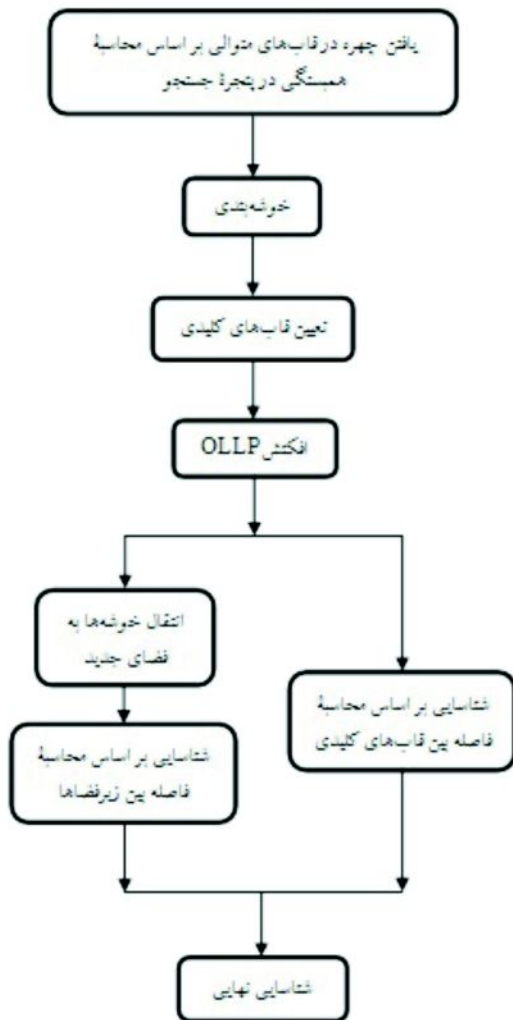 یافتن چهره در قاب‌های متوالی بر اساس محاسبهٔ
همبستگی در پنجرهٔ جستجو
خوشه‌بندی
تعیین قاب‌های کلیدی
افکنش OLLP
انتقال خوشه‌ها به
فضای جدید
شناسایی بر اساس محاسبهٔ
فاصله بین زیرفضاها
شناسایی بر اساس محاسبهٔ
فاصله بین قاب‌های کلیدی
شناسایی نهایی